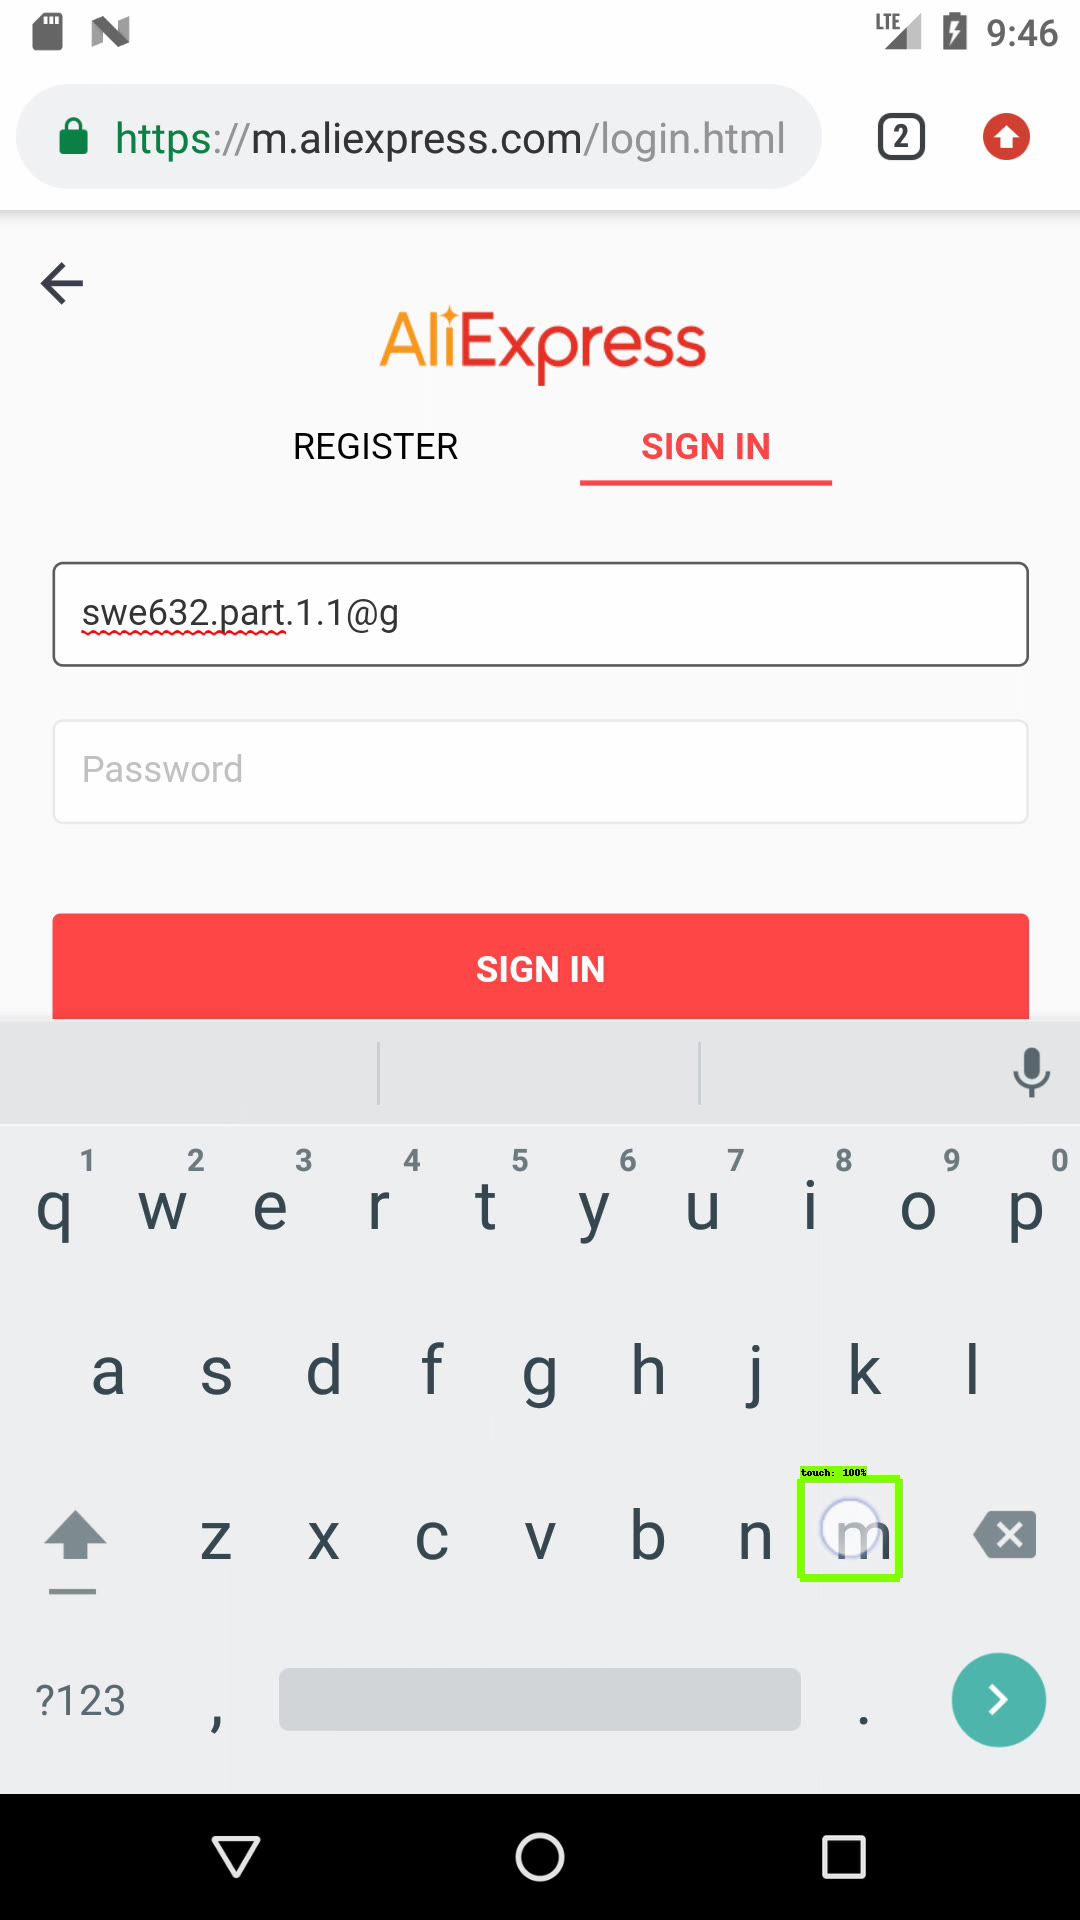 LTE 9:46
https://m.aliexpress.com/login.html 2
AliExpress
REGISTER SIGN IN
swe632.part.1.1@g
Password
SIGN IN
1 2 3 4 5 6 7 8 9 0
q w e r t y u i o p
a s d f g h j k l
touch: 100%
z x c v b n m
?123 , .